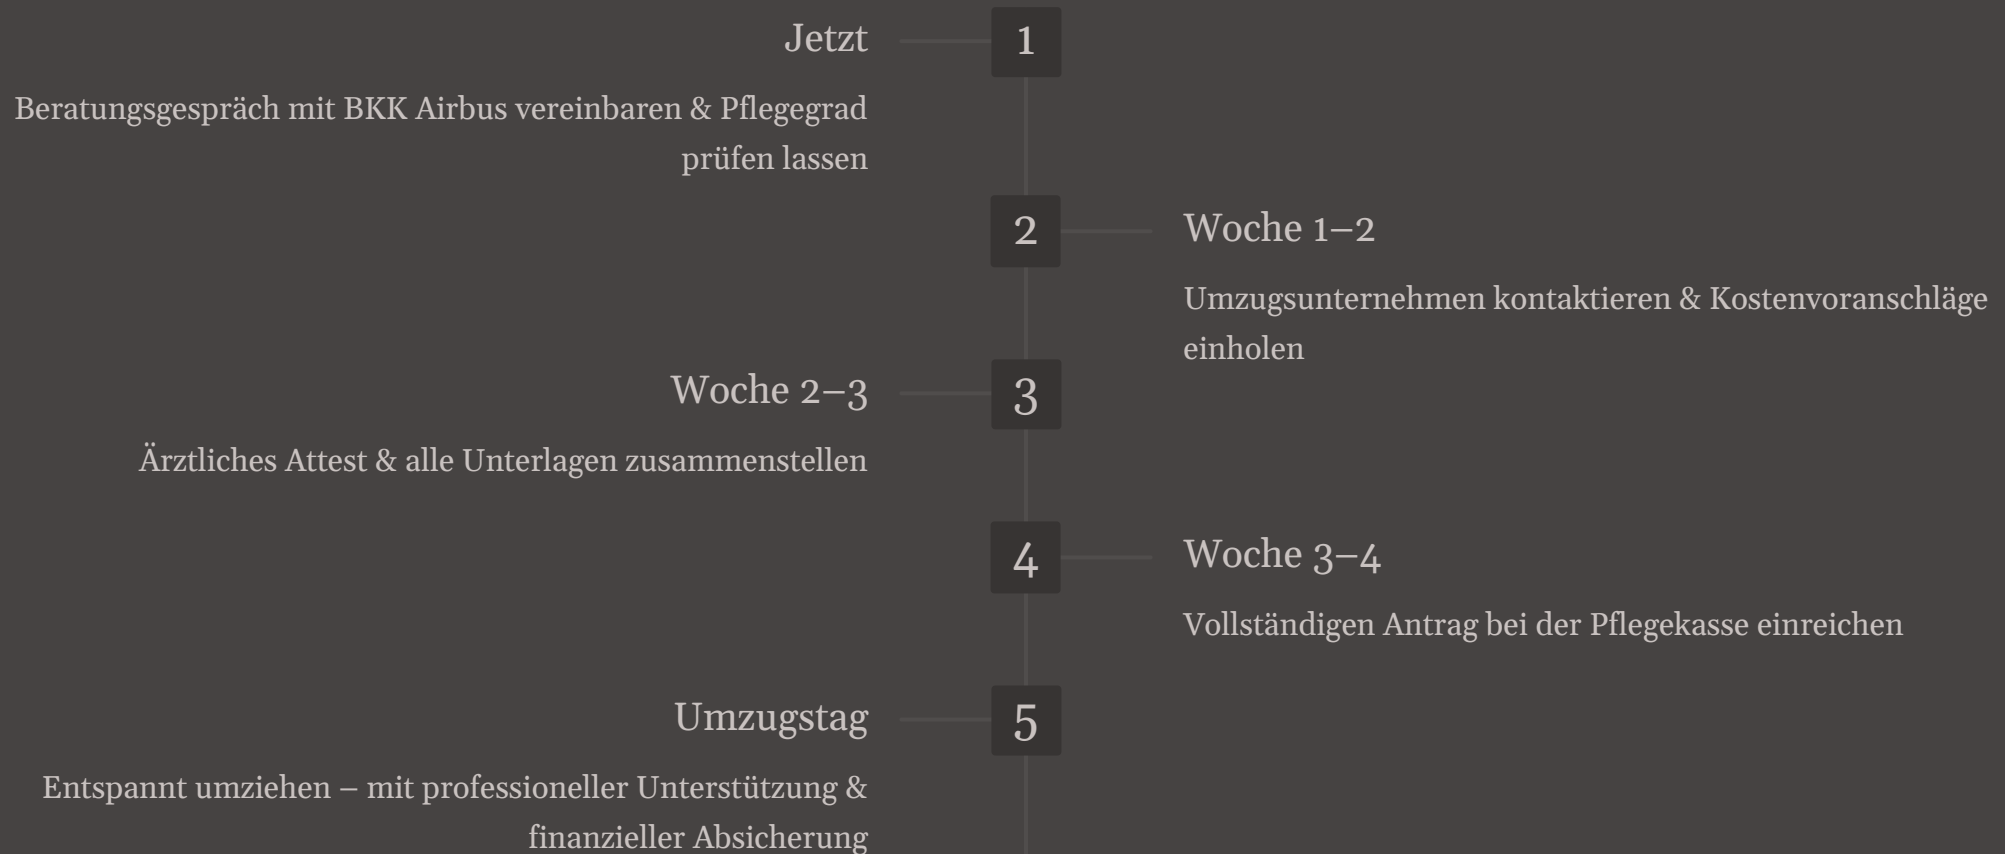 Jetzt
1
Beratungsgespräch mit BKK Airbus vereinbaren & Pflegegrad
prüfen lassen
2
Woche 1–2
Umzugsunternehmen kontaktieren & Kostenvoranschläge
einholen
Woche 2–3
3
Ärztliches Attest & alle Unterlagen zusammenstellen
4
Woche 3–4
Vollständigen Antrag bei der Pflegekasse einreichen
Umzugstag
5
Entspannt umziehen – mit professioneller Unterstützung &
finanzieller Absicherung